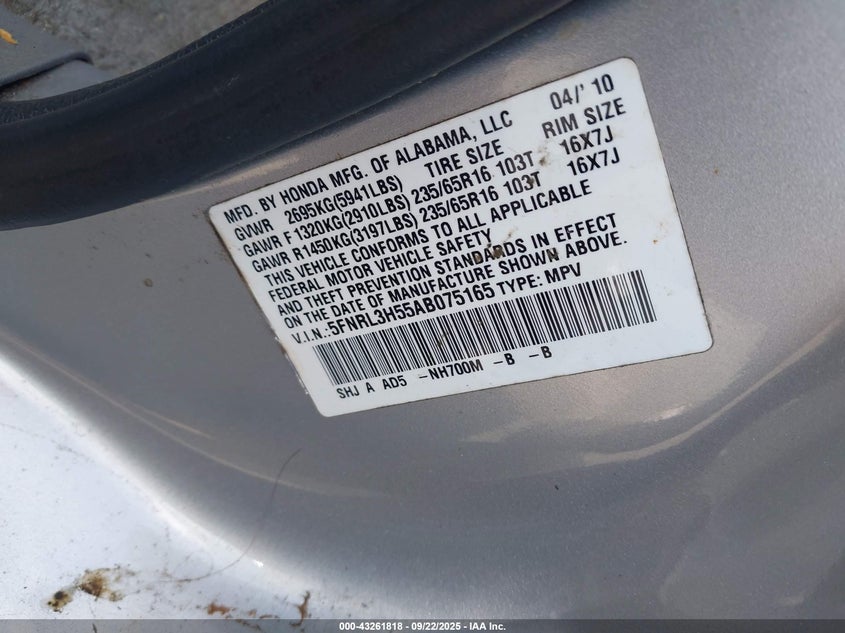 MFD. BY HONDA MFG. OF ALABAMA, LLC 04/' 10
GVWR 2695KG(5941LBS) TIRE SIZE RIM SIZE
GAWR F 1320KG(2910LBS) 235/65R16 103T 16X7J
GAWR R1450KG(3197LBS) 235/65R16 103T 16X7J
THIS VEHICLE CONFORMS TO ALL APPLICABLE
FEDERAL MOTOR VEHICLE SAFETY
AND THEFT PREVENTION STANDARDS IN EFFECT
ON THE DATE OF MANUFACTURE SHOWN ABOVE.
V.I.N.:5FNRL3H55AB075165 TYPE: MPV
SHJ A AD5 -NH700M -B -B
000-43261818 - 09/22/2025 - IAA Inc.